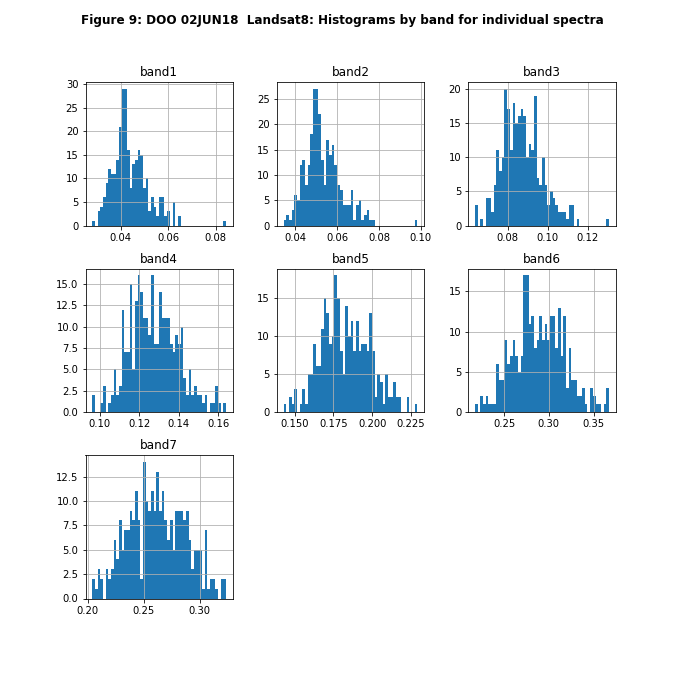 Figure 9: DOO 02JUN18  Landsat8: Histograms by band for individual spectra
band1
30
25
20
15
10
5
0
0.04 0.06 0.08
band2
25
20
15
10
5
0
0.04 0.06 0.08 0.10
band3
20
15
10
5
0
0.08 0.10 0.12
band4
15.0
12.5
10.0
7.5
5.0
2.5
0.0
0.10 0.12 0.14 0.16
band5
15
10
5
0
0.150 0.175 0.200 0.225
band6
15
10
5
0
0.25 0.30 0.35
band7
12.5
10.0
7.5
5.0
2.5
0.0
0.20 0.25 0.30